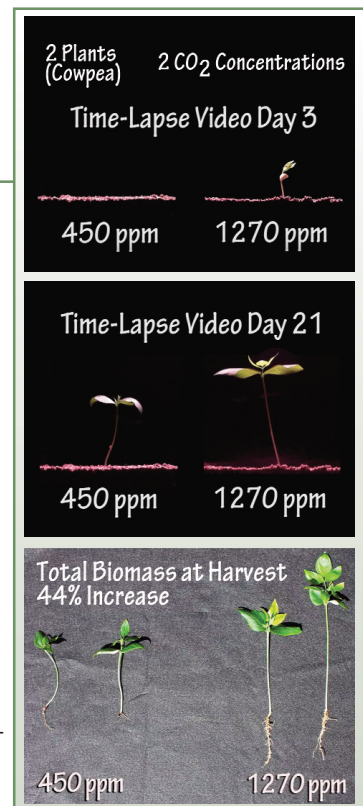 2 Plants
(Cowpea)
2 CO₂ Concentrations
Time-Lapse Video Day 3
450 ppm
1270 ppm
Time-Lapse Video Day 21
450 ppm
1270 ppm
Total Biomass at Harvest
44% Increase
450 ppm
1270 ppm